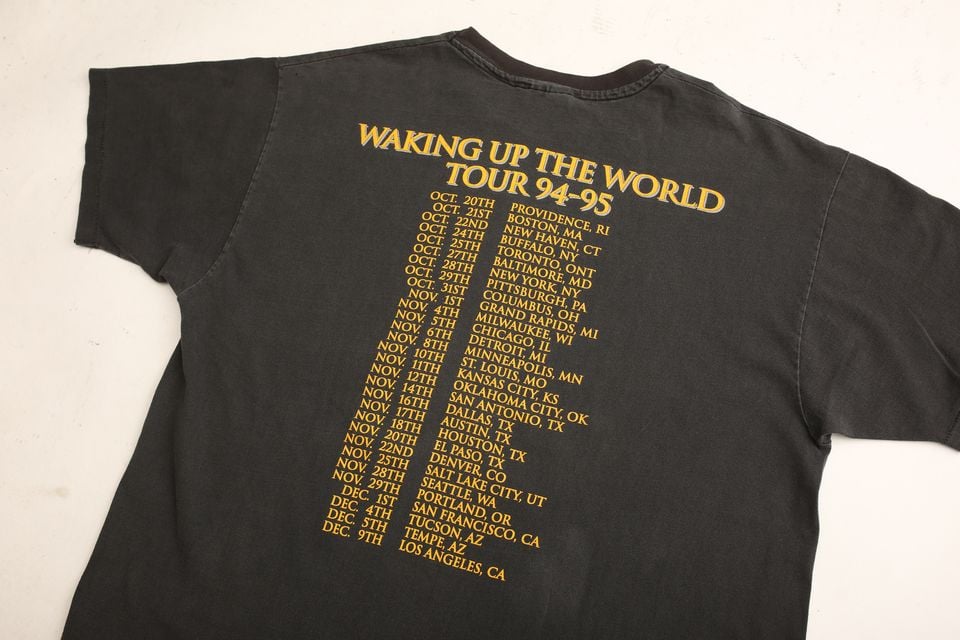 WAKING UP THE WORLD
TOUR 94-95
OCT. 20TH PROVIDENCE, RI
OCT. 21ST BOSTON, MA
OCT. 22ND NEW HAVEN, CT
OCT. 24TH BUFFALO, NY
OCT. 25TH TORONTO, ONT
OCT. 27TH BALTIMORE, MD
OCT. 28TH NEW YORK, NY
OCT. 29TH PITTSBURGH, PA
OCT. 31ST COLUMBUS, OH
NOV. 1ST GRAND RAPIDS, MI
NOV. 4TH MILWAUKEE, WI
NOV. 5TH CHICAGO, IL
NOV. 6TH DETROIT, MI
NOV. 8TH MINNEAPOLIS, MN
NOV. 10TH ST. LOUIS, MO
NOV. 11TH KANSAS CITY, KS
NOV. 12TH OKLAHOMA CITY, OK
NOV. 14TH SAN ANTONIO, TX
NOV. 16TH DALLAS, TX
NOV. 17TH AUSTIN, TX
NOV. 18TH HOUSTON, TX
NOV. 20TH EL PASO, TX
NOV. 22ND DENVER, CO
NOV. 25TH SALT LAKE CITY, UT
NOV. 28TH SEATTLE, WA
NOV. 29TH PORTLAND, OR
DEC. 1ST SAN FRANCISCO, CA
DEC. 4TH TUCSON, AZ
DEC. 5TH TEMPE, AZ
DEC. 9TH LOS ANGELES, CA